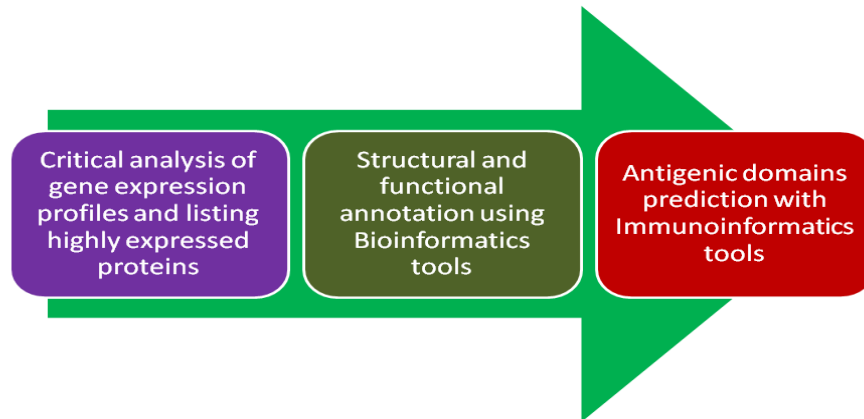 Critical analysis of
gene expression
profiles and listing
highly expressed
proteins
Structural and
functional
annotation using
Bioinformatics
tools
Antigenic domains
prediction with
Immunoinformatics
tools